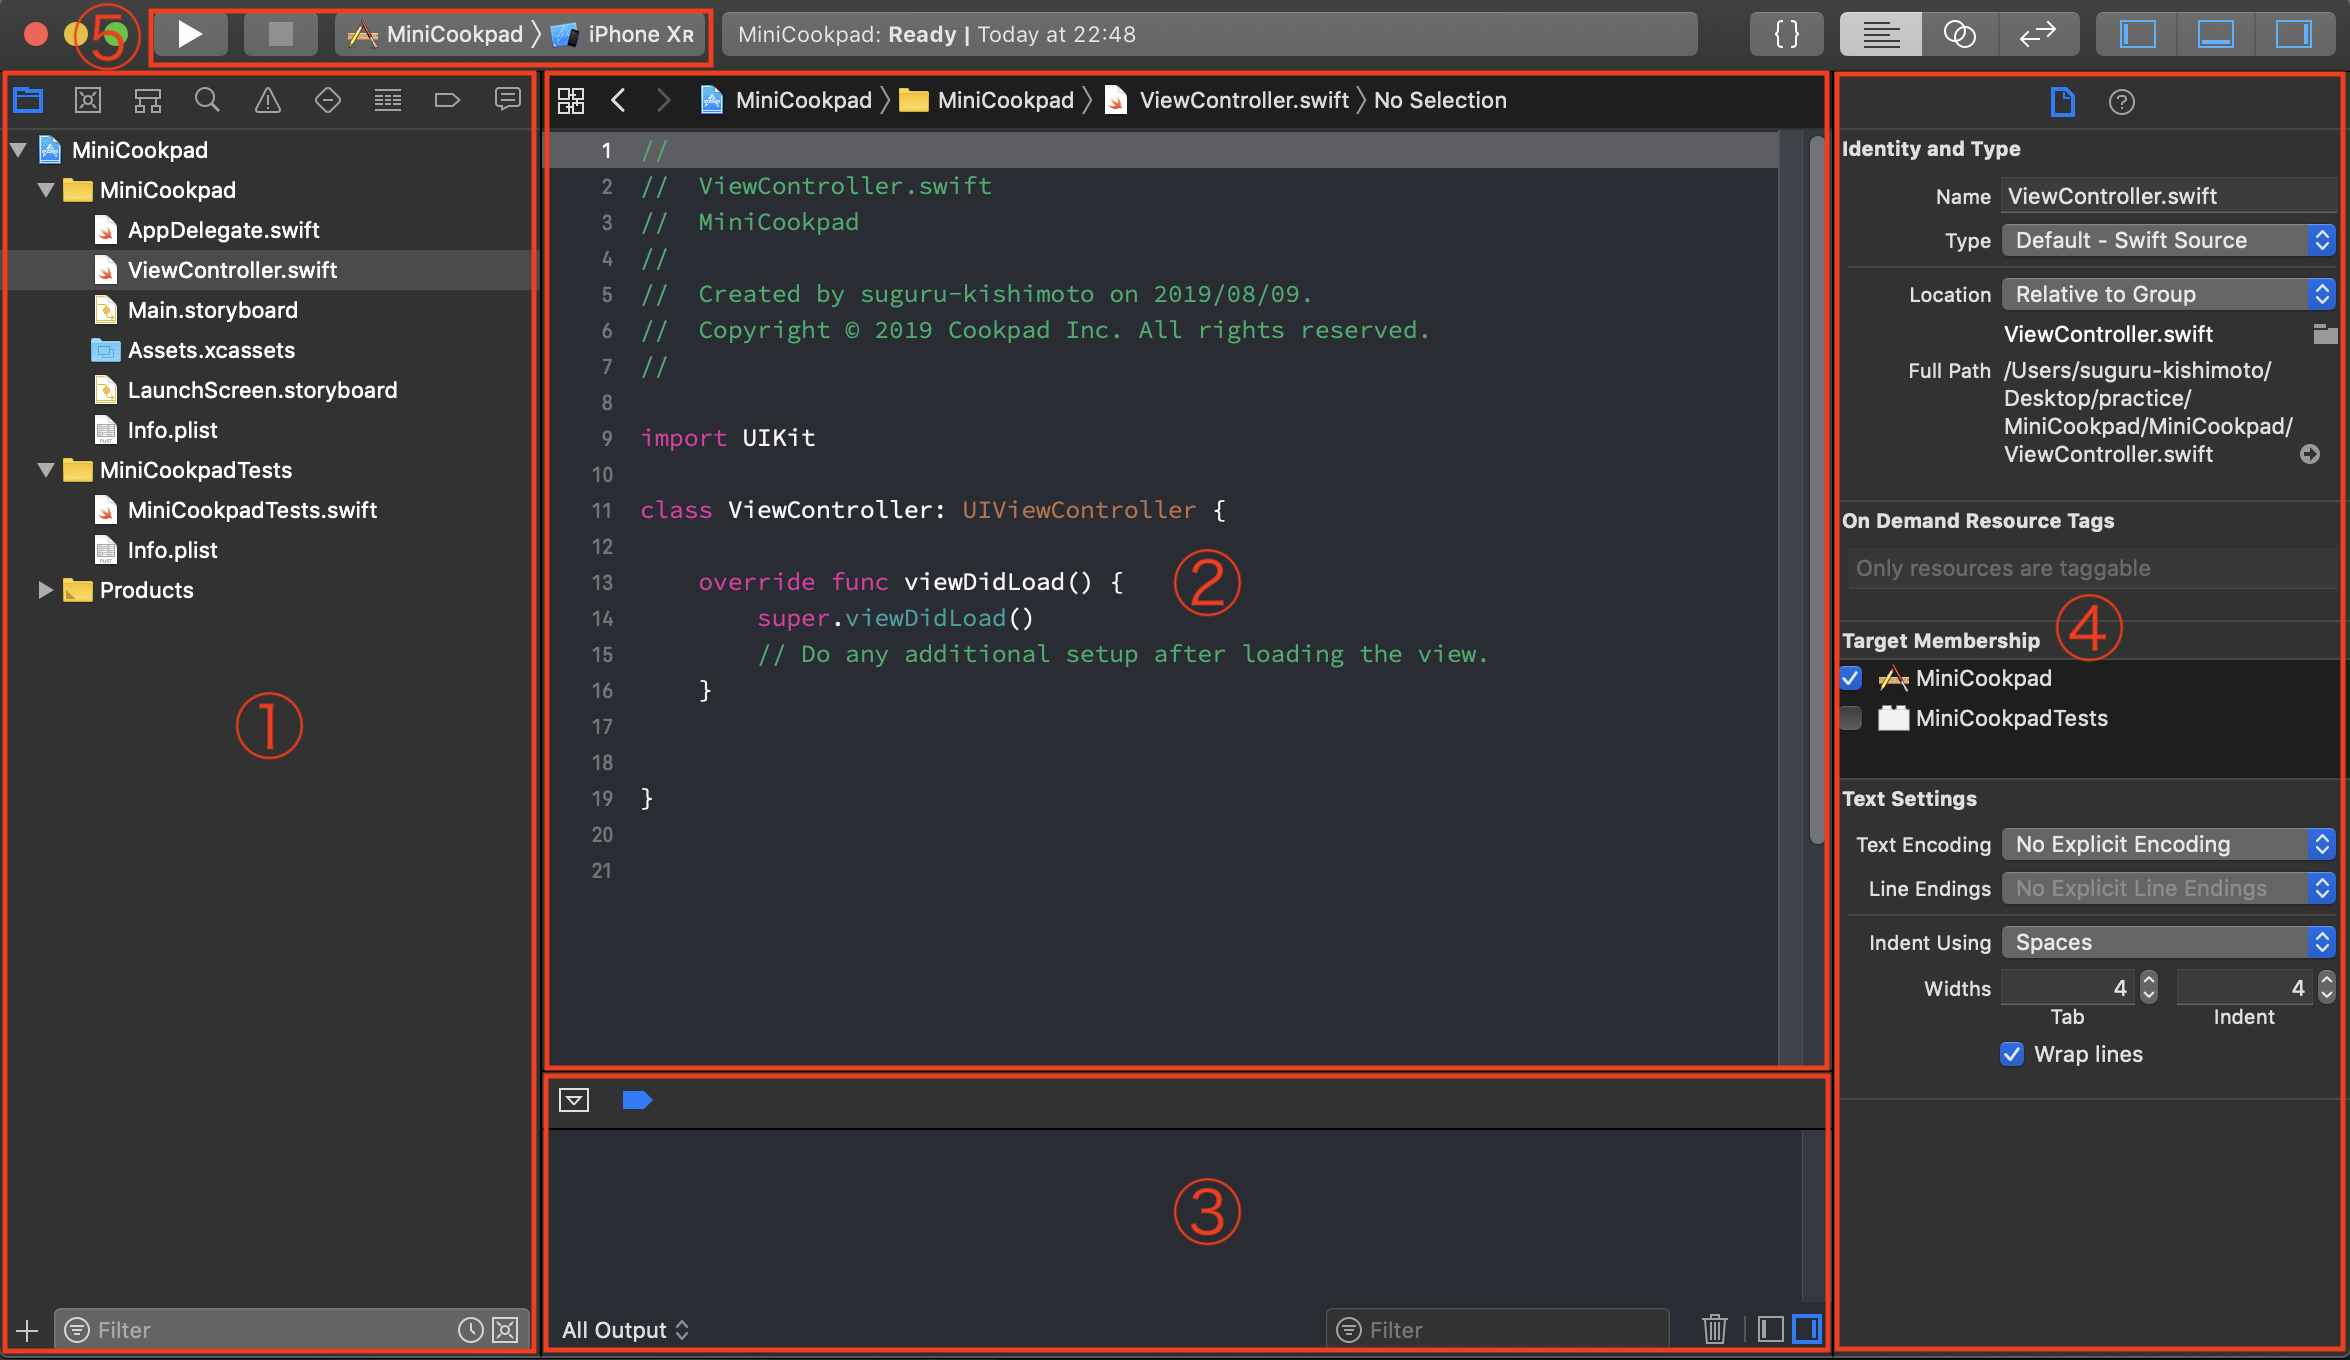 ⑤
MiniCookpad 〉 iPhone XR
MiniCookpad: Ready | Today at 22:48
{ }
MiniCookpad
MiniCookpad
AppDelegate.swift
ViewController.swift
Main.storyboard
Assets.xcassets
LaunchScreen.storyboard
Info.plist
MiniCookpadTests
MiniCookpadTests.swift
Info.plist
Products
①
Filter
MiniCookpad 〉 MiniCookpad 〉 ViewController.swift 〉 No Selection
1 //
2 //  ViewController.swift
3 //  MiniCookpad
4 //
5 //  Created by suguru-kishimoto on 2019/08/09.
6 //  Copyright © 2019 Cookpad Inc. All rights reserved.
7 //
8
9 import UIKit
10
11 class ViewController: UIViewController {
12
13     override func viewDidLoad() {
14         super.viewDidLoad()
15         // Do any additional setup after loading the view.
16     }
17
18
19 }
20
21
②
③
All Output
Filter
Identity and Type
Name ViewController.swift
Type Default - Swift Source
Location Relative to Group
ViewController.swift
Full Path /Users/suguru-kishimoto/
Desktop/practice/
MiniCookpad/MiniCookpad/
ViewController.swift
On Demand Resource Tags
Only resources are taggable
④
Target Membership
MiniCookpad
MiniCookpadTests
Text Settings
Text Encoding No Explicit Encoding
Line Endings No Explicit Line Endings
Indent Using Spaces
Widths 4 4
Tab Indent
Wrap lines